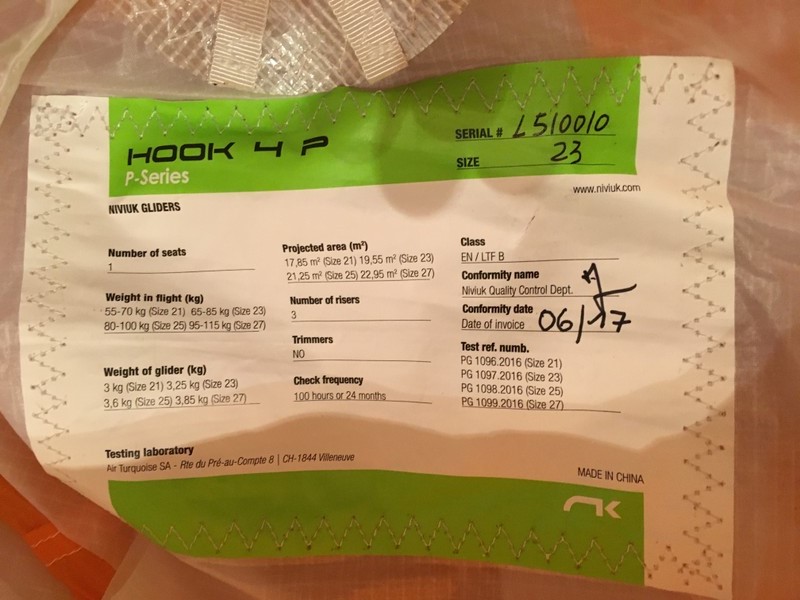 HOOK 4 P
P-Series
SERIAL # L510010
SIZE 23
www.niviuk.com
NIVIUK GLIDERS
Number of seats
1
Weight in flight (kg)
55-70 kg (Size 21) 65-85 kg (Size 23)
80-100 kg (Size 25) 95-115 kg (Size 27)
Weight of glider (kg)
3 kg (Size 21) 3,25 kg (Size 23)
3,6 kg (Size 25) 3,85 kg (Size 27)
Projected area (m²)
17,85 m² (Size 21) 19,55 m² (Size 23)
21,25 m² (Size 25) 22,95 m² (Size 27)
Number of risers
3
Trimmers
NO
Check frequency
100 hours or 24 months
Class
EN / LTF B
Conformity name
Niviuk Quality Control Dept.
Conformity date
Date of invoice 06/17
Test ref. numb.
PG 1096.2016 (Size 21)
PG 1097.2016 (Size 23)
PG 1098.2016 (Size 25)
PG 1099.2016 (Size 27)
Testing laboratory
Air Turquoise SA - Rte du Pré-au-Compte 8 | CH-1844 Villeneuve
MADE IN CHINA